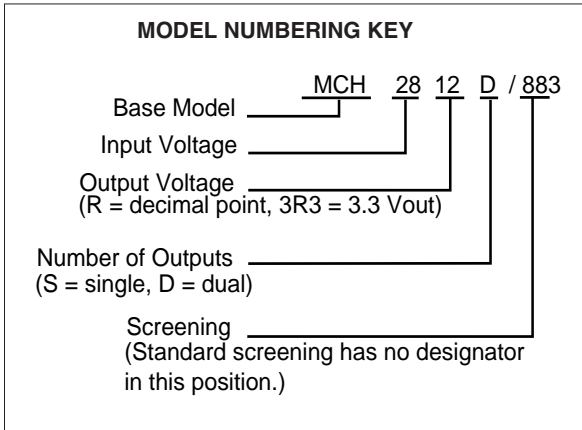 MODEL NUMBERING KEY
MCH 28 12 D / 883
Base Model
Input Voltage
Output Voltage
(R = decimal point, 3R3 = 3.3 Vout)
Number of Outputs
(S = single, D = dual)
Screening
(Standard screening has no designator
in this position.)